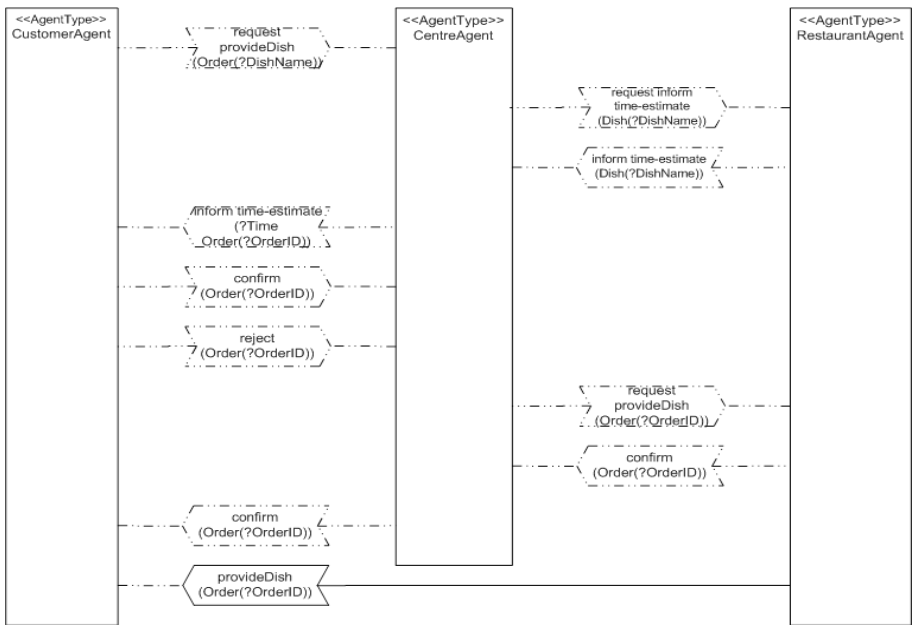 <<AgentType>>
CustomerAgent
<<AgentType>>
CentreAgent
<<AgentType>>
RestaurantAgent
request
provideDish
(Order(?DishName))
request inform
time-estimate
(Dish(?DishName))
inform time-estimate
(Dish(?DishName))
inform time-estimate
(?Time
Order(?OrderID))
confirm
(Order(?OrderID))
reject
(Order(?OrderID))
request
provideDish
(Order(?OrderID))
confirm
(Order(?OrderID))
confirm
(Order(?OrderID))
provideDish
(Order(?OrderID))